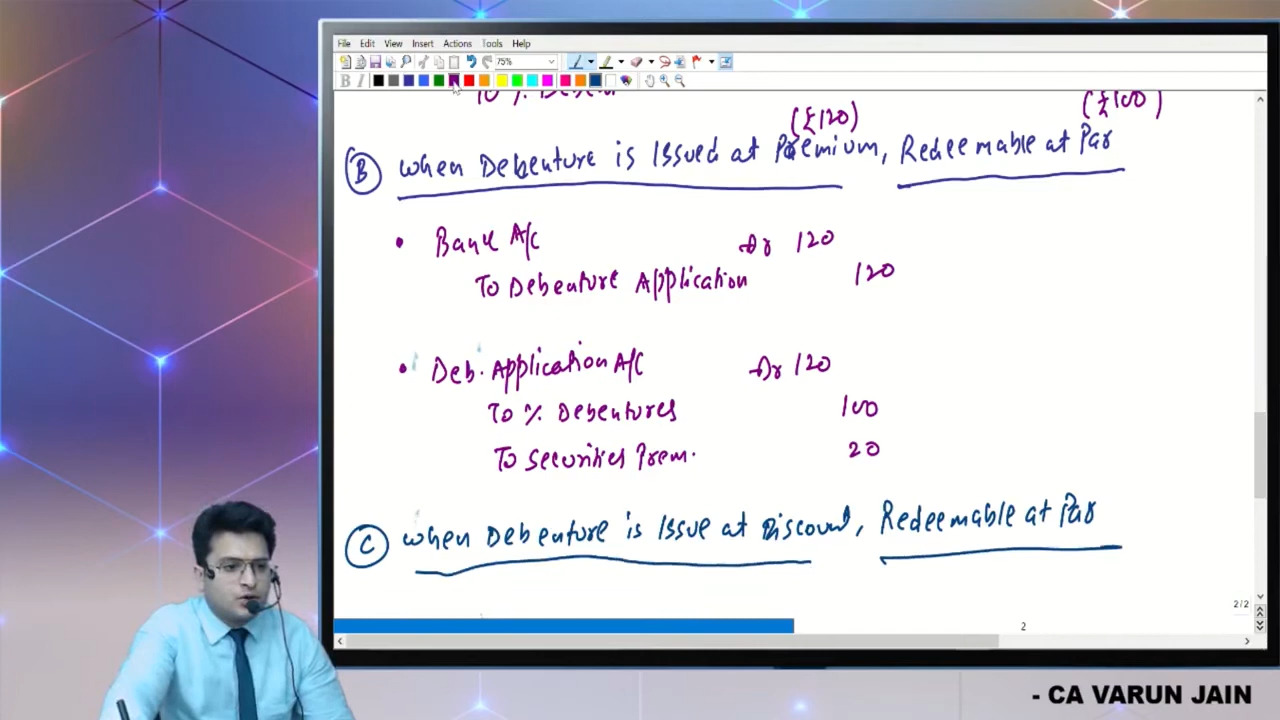 File Edit View Insert Actions Tools Help
75%
B I
To %
(₤120) (₤100)
(B) When Debenture is Issued at Premium, Redeemable at Par
• Bank A/c Dr 120
To Debenture Application 120
• Deb. Application A/c Dr 120
To % Debentures 100
To Securities Prem. 20
(C) When Debenture is Issue at Discount, Redeemable at Par
2/2
2
- CA VARUN JAIN